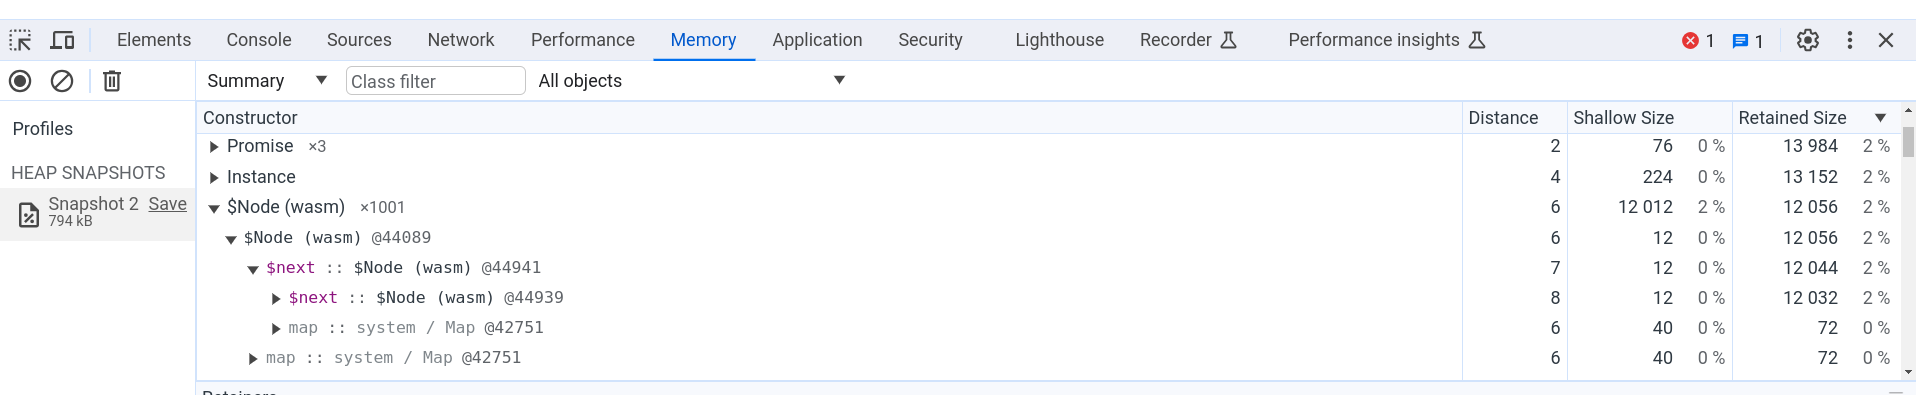 Elements Console Sources Network Performance Memory Application Security Lighthouse Recorder Performance insights 1 1
Summary Class filter All objects
Profiles
HEAP SNAPSHOTS
Snapshot 2 Save
794 kB
Constructor Distance Shallow Size Retained Size
Promise ×3 2 76 0 % 13 984 2 %
Instance 4 224 0 % 13 152 2 %
$Node (wasm) ×1001 6 12 012 2 % 12 056 2 %
$Node (wasm) @44089 6 12 0 % 12 056 2 %
$next :: $Node (wasm) @44941 7 12 0 % 12 044 2 %
$next :: $Node (wasm) @44939 8 12 0 % 12 032 2 %
map :: system / Map @42751 6 40 0 % 72 0 %
map :: system / Map @42751 6 40 0 % 72 0 %